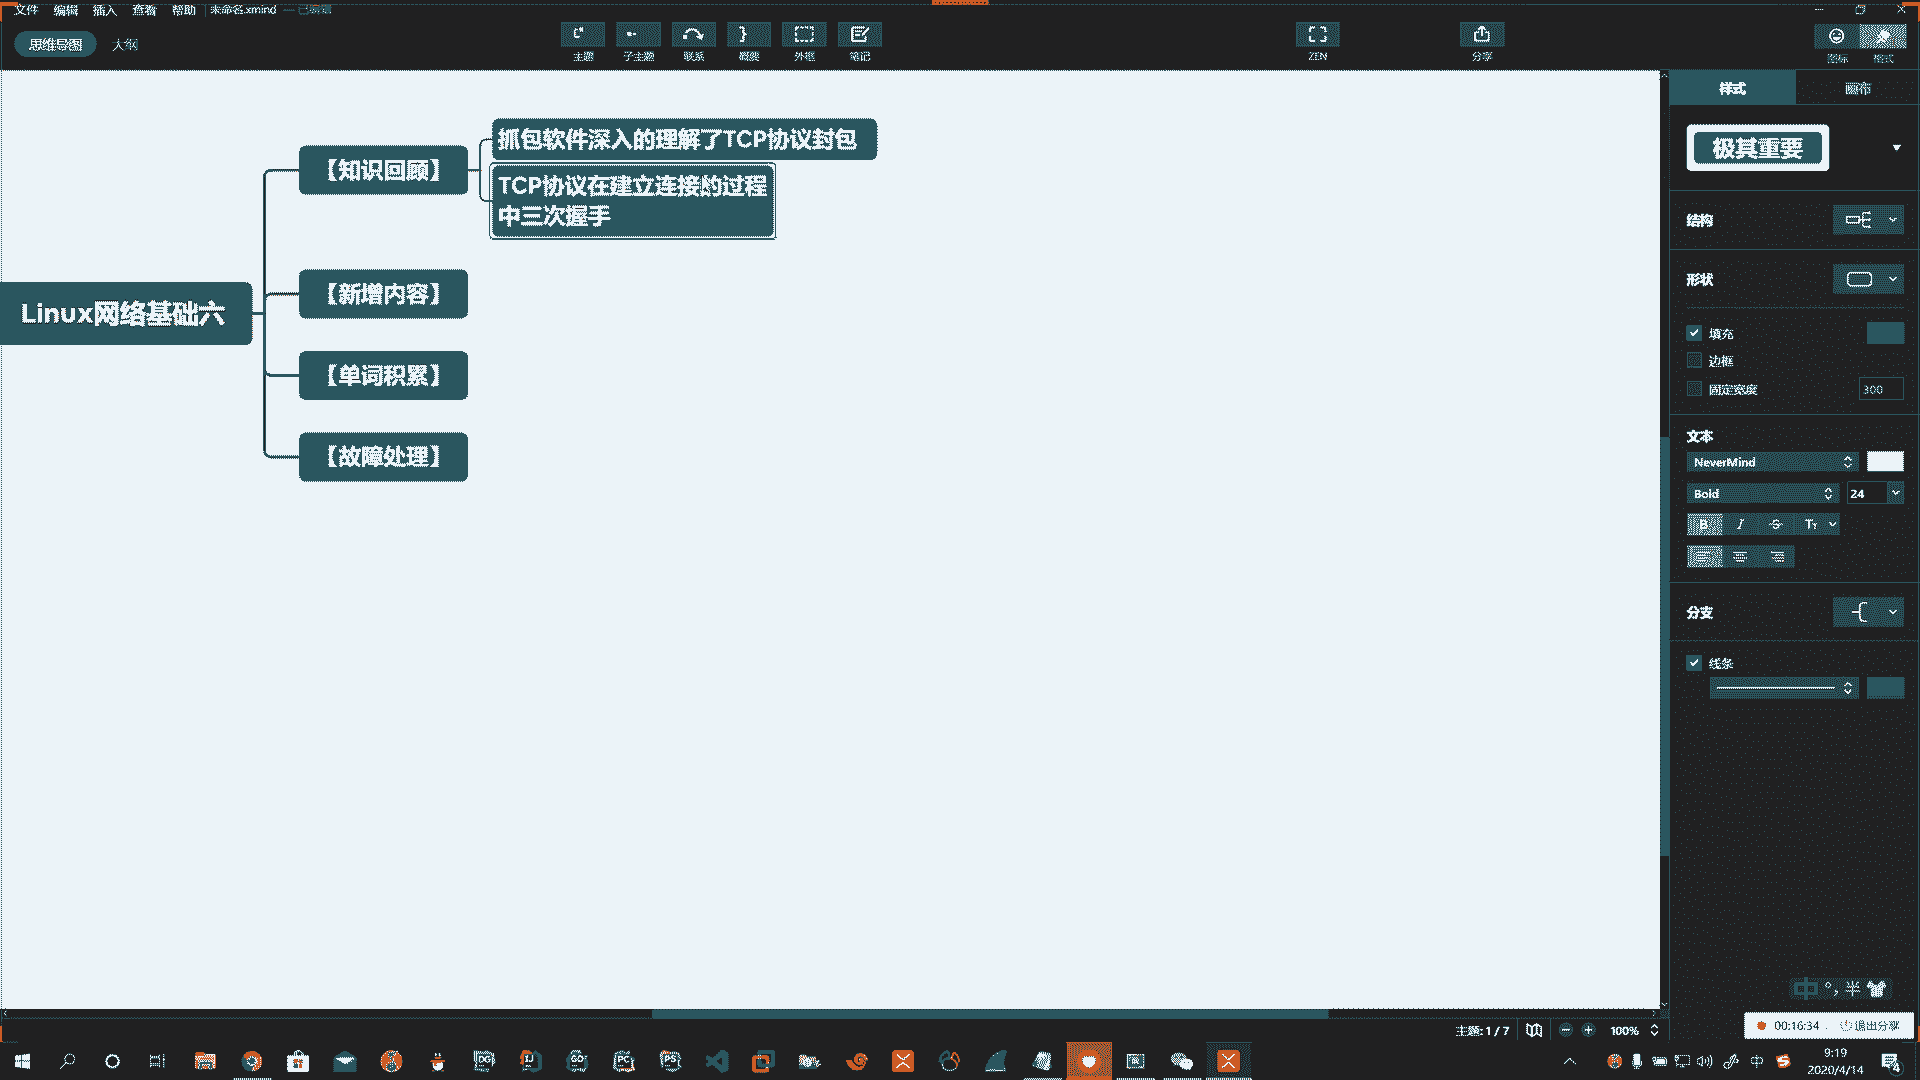 文件 编辑 插入 查看 帮助 未命名.xmind — 已编辑
思维导图 大纲
主题 子主题 联系 概要 外框 笔记 ZEN 分享 图标 格式
样式 画布
极其重要
结构
形状
填充
边框
固定宽度 300
文本
NeverMind
Bold 24
B I S Tт
分支
线条
抓包软件深入的理解了TCP协议封包
【知识回顾】
TCP协议在建立连接的过程
中三次握手
【新增内容】
Linux网络基础六
【单词积累】
【故障处理】
中 °, 半
主题: 1 / 7 100% 00:16:34 退出分享
DG IJ GO PC PS 中 S 9:19
2020/4/14 4